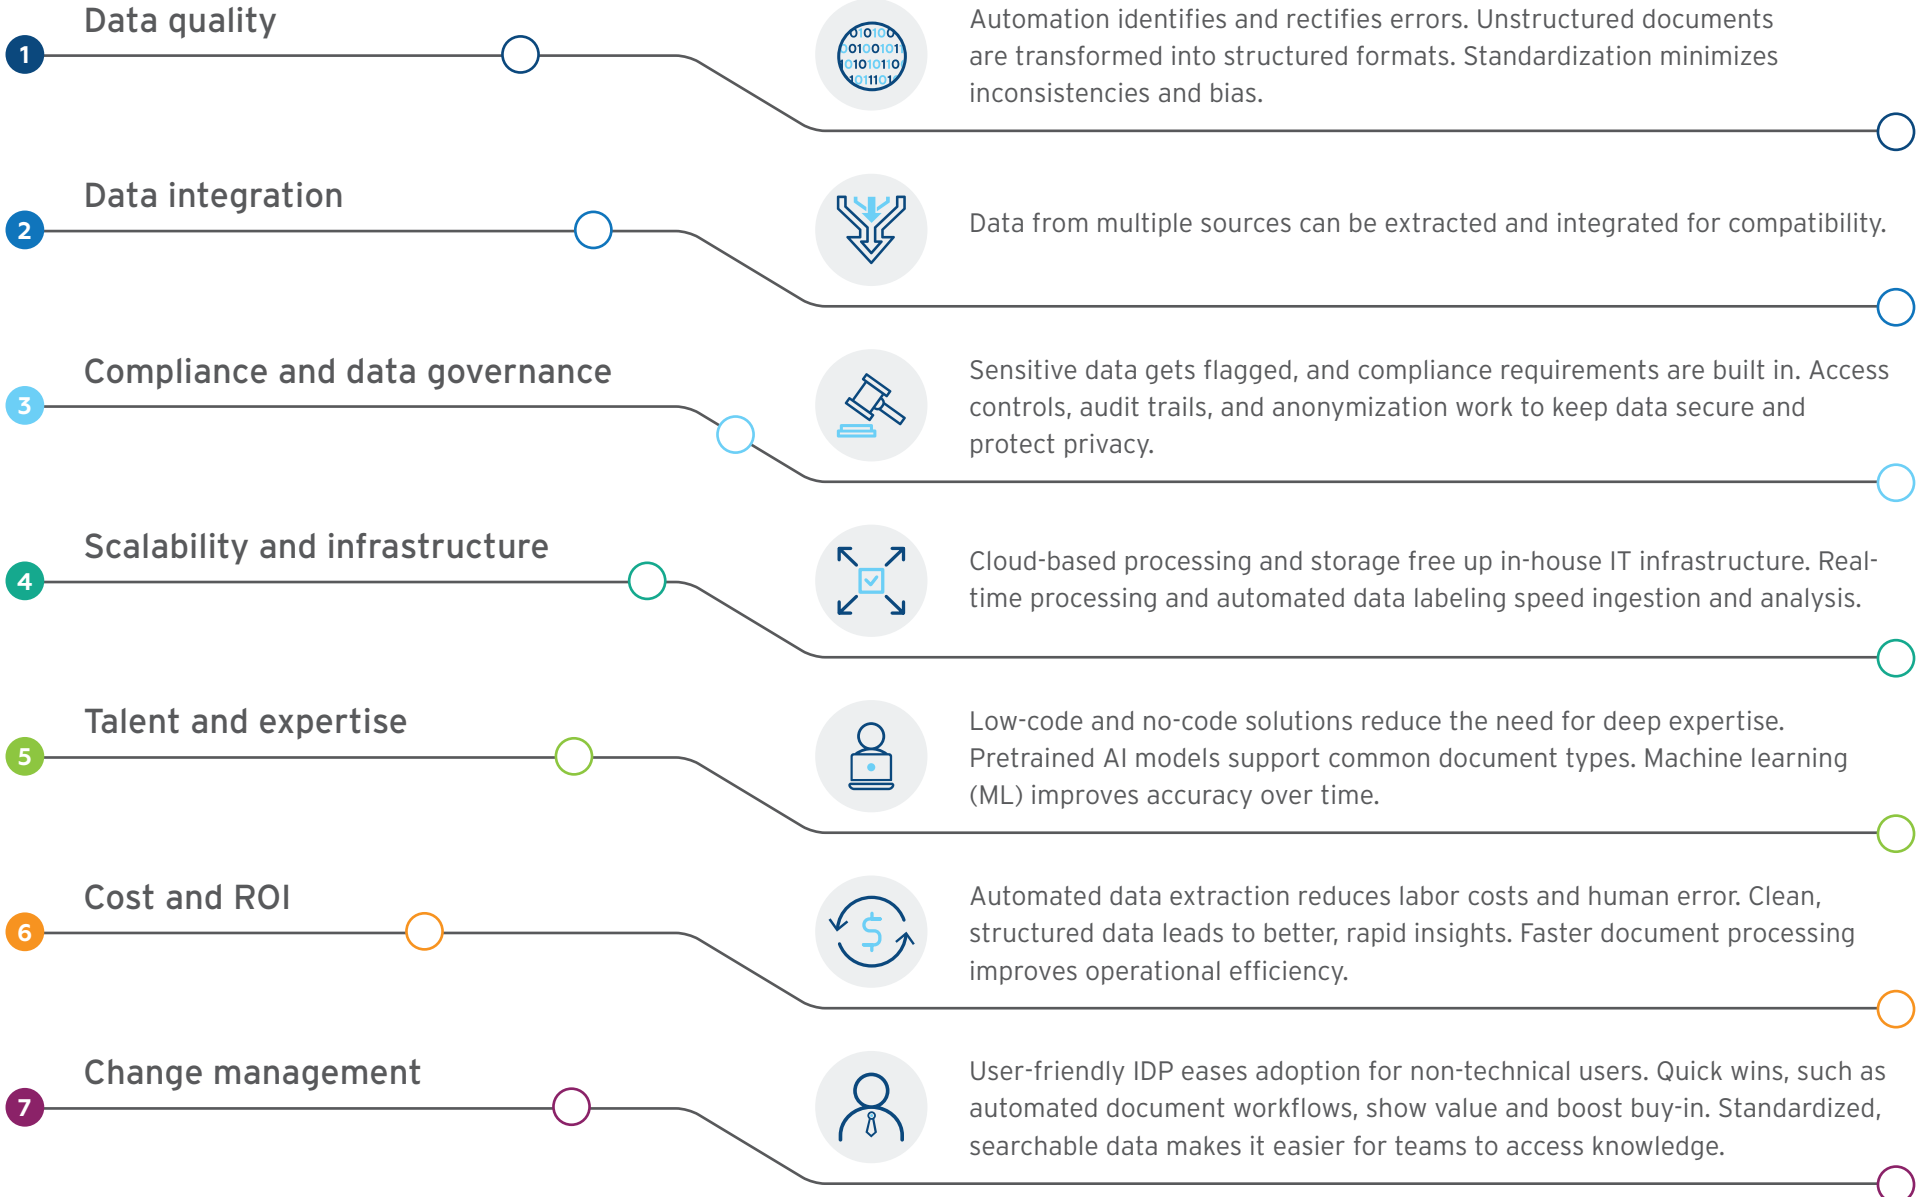 Data quality
1
Automation identifies and rectifies errors. Unstructured documents
are transformed into structured formats. Standardization minimizes
inconsistencies and bias.
Data integration
2
Data from multiple sources can be extracted and integrated for compatibility.
Compliance and data governance
3
Sensitive data gets flagged, and compliance requirements are built in. Access
controls, audit trails, and anonymization work to keep data secure and
protect privacy.
Scalability and infrastructure
4
Cloud-based processing and storage free up in-house IT infrastructure. Real-
time processing and automated data labeling speed ingestion and analysis.
Talent and expertise
5
Low-code and no-code solutions reduce the need for deep expertise.
Pretrained AI models support common document types. Machine learning
(ML) improves accuracy over time.
Cost and ROI
6
$
Automated data extraction reduces labor costs and human error. Clean,
structured data leads to better, rapid insights. Faster document processing
improves operational efficiency.
Change management
7
User-friendly IDP eases adoption for non-technical users. Quick wins, such as
automated document workflows, show value and boost buy-in. Standardized,
searchable data makes it easier for teams to access knowledge.